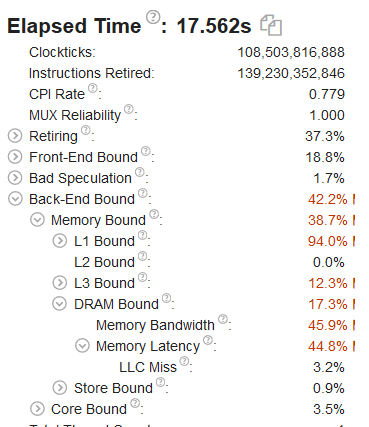 Elapsed Time ?: 17.562s
Clockticks: 108,503,816,888
Instructions Retired: 139,230,352,846
CPI Rate ?: 0.779
MUX Reliability ?: 1.000
Retiring ?: 37.3%
Front-End Bound ?: 18.8%
Bad Speculation ?: 1.7%
Back-End Bound ?: 42.2%
Memory Bound ?: 38.7%
L1 Bound ?: 94.0%
L2 Bound ?: 0.0%
L3 Bound ?: 12.3%
DRAM Bound ?: 17.3%
Memory Bandwidth ?: 45.9%
Memory Latency ?: 44.8%
LLC Miss ?: 3.2%
Store Bound ?: 0.9%
Core Bound ?: 3.5%